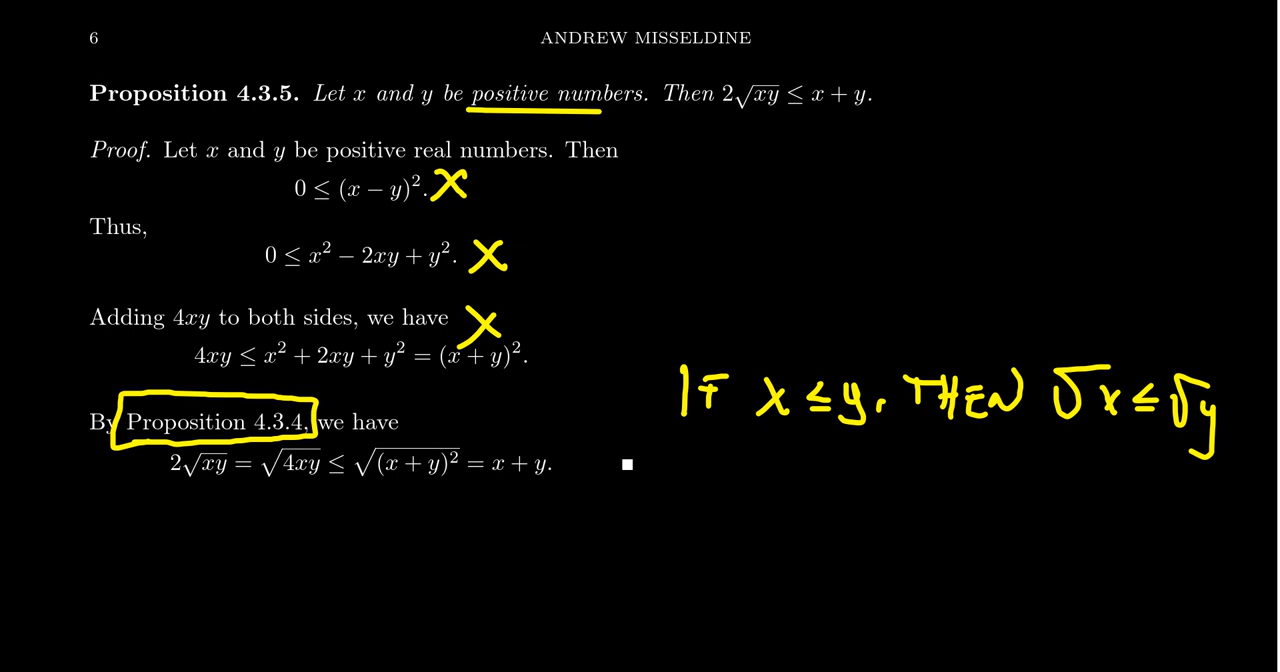 6 ANDREW MISSELDINE
Proposition 4.3.5. Let x and y be positive numbers. Then 2√xy ≤ x + y.
Proof. Let x and y be positive real numbers. Then
0 ≤ (x − y)². X
Thus,
0 ≤ x² − 2xy + y². X
Adding 4xy to both sides, we have X
4xy ≤ x² + 2xy + y² = (x + y)².
IF X ≤ y, THEN √x ≤ √y
By Proposition 4.3.4, we have
2√xy = √4xy ≤ √(x + y)² = x + y. ■